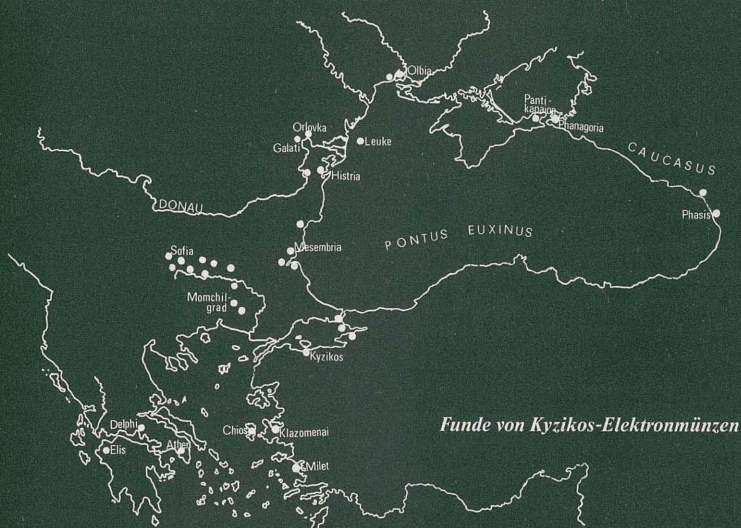 Olbia
Panti-
kapaion
Phanagoria
Orlovka
Galati
Leuke
CAUCASUS
Histria
DONAU
Phasis
PONTUS EUXINUS
Mesembria
Sofia
Momchil-
grad
Kyzikos
Funde von Kyzikos-Elektronmünzen
Delphi
Chios
Klazomenai
Elis
Athen
Milet